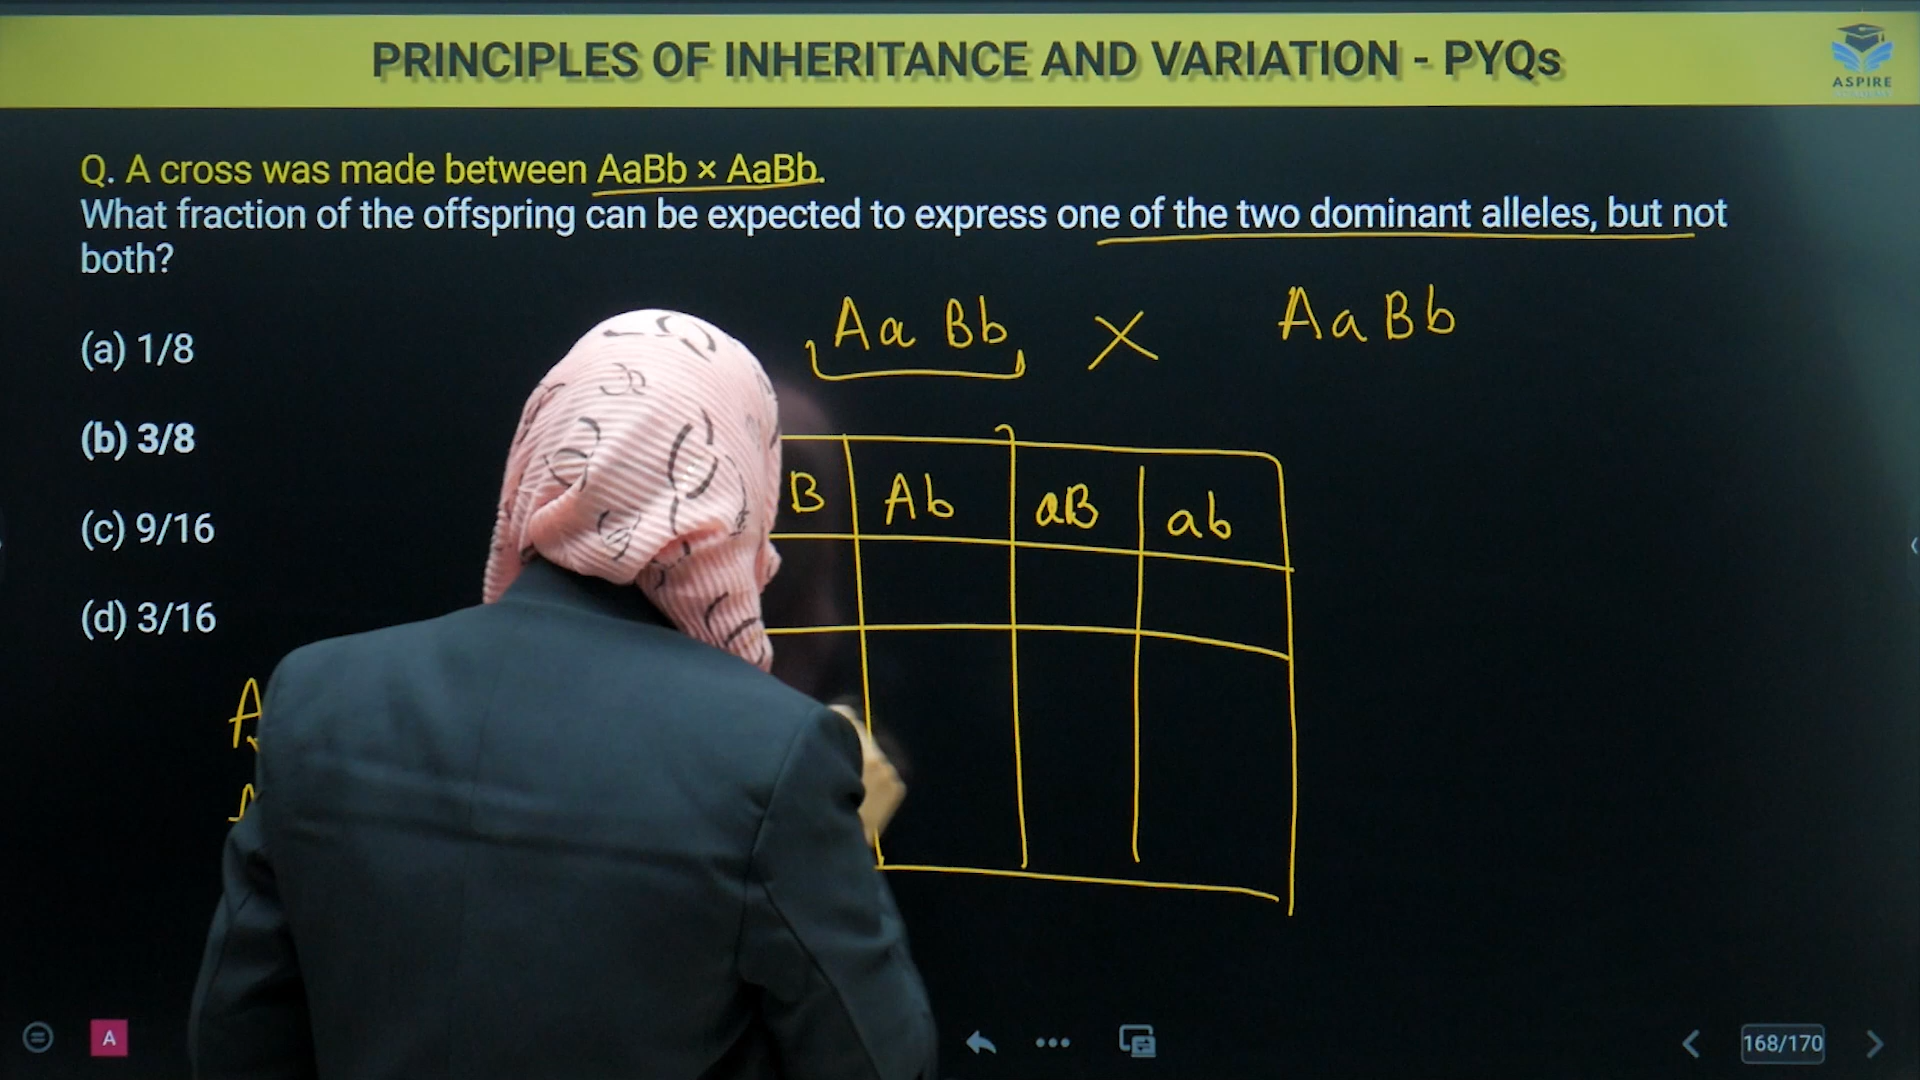 PRINCIPLES OF INHERITANCE AND VARIATION - PYQs
ASPIRE
Q. A cross was made between AaBb × AaBb.
What fraction of the offspring can be expected to express one of the two dominant alleles, but not
both?
(a) 1/8
(b) 3/8
(c) 9/16
(d) 3/16
Aa Bb × AaBb
B Ab aB ab
A
A
168/170